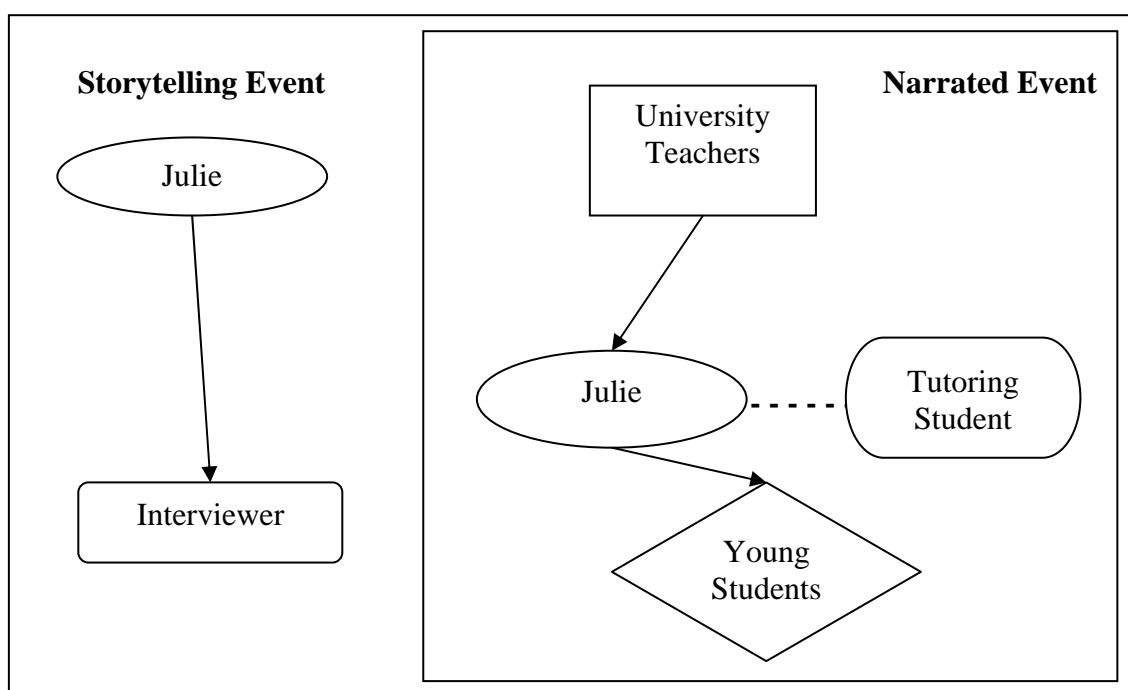 Storytelling Event
Julie
Interviewer
Narrated Event
University
Teachers
Julie
Tutoring
Student
Young
Students